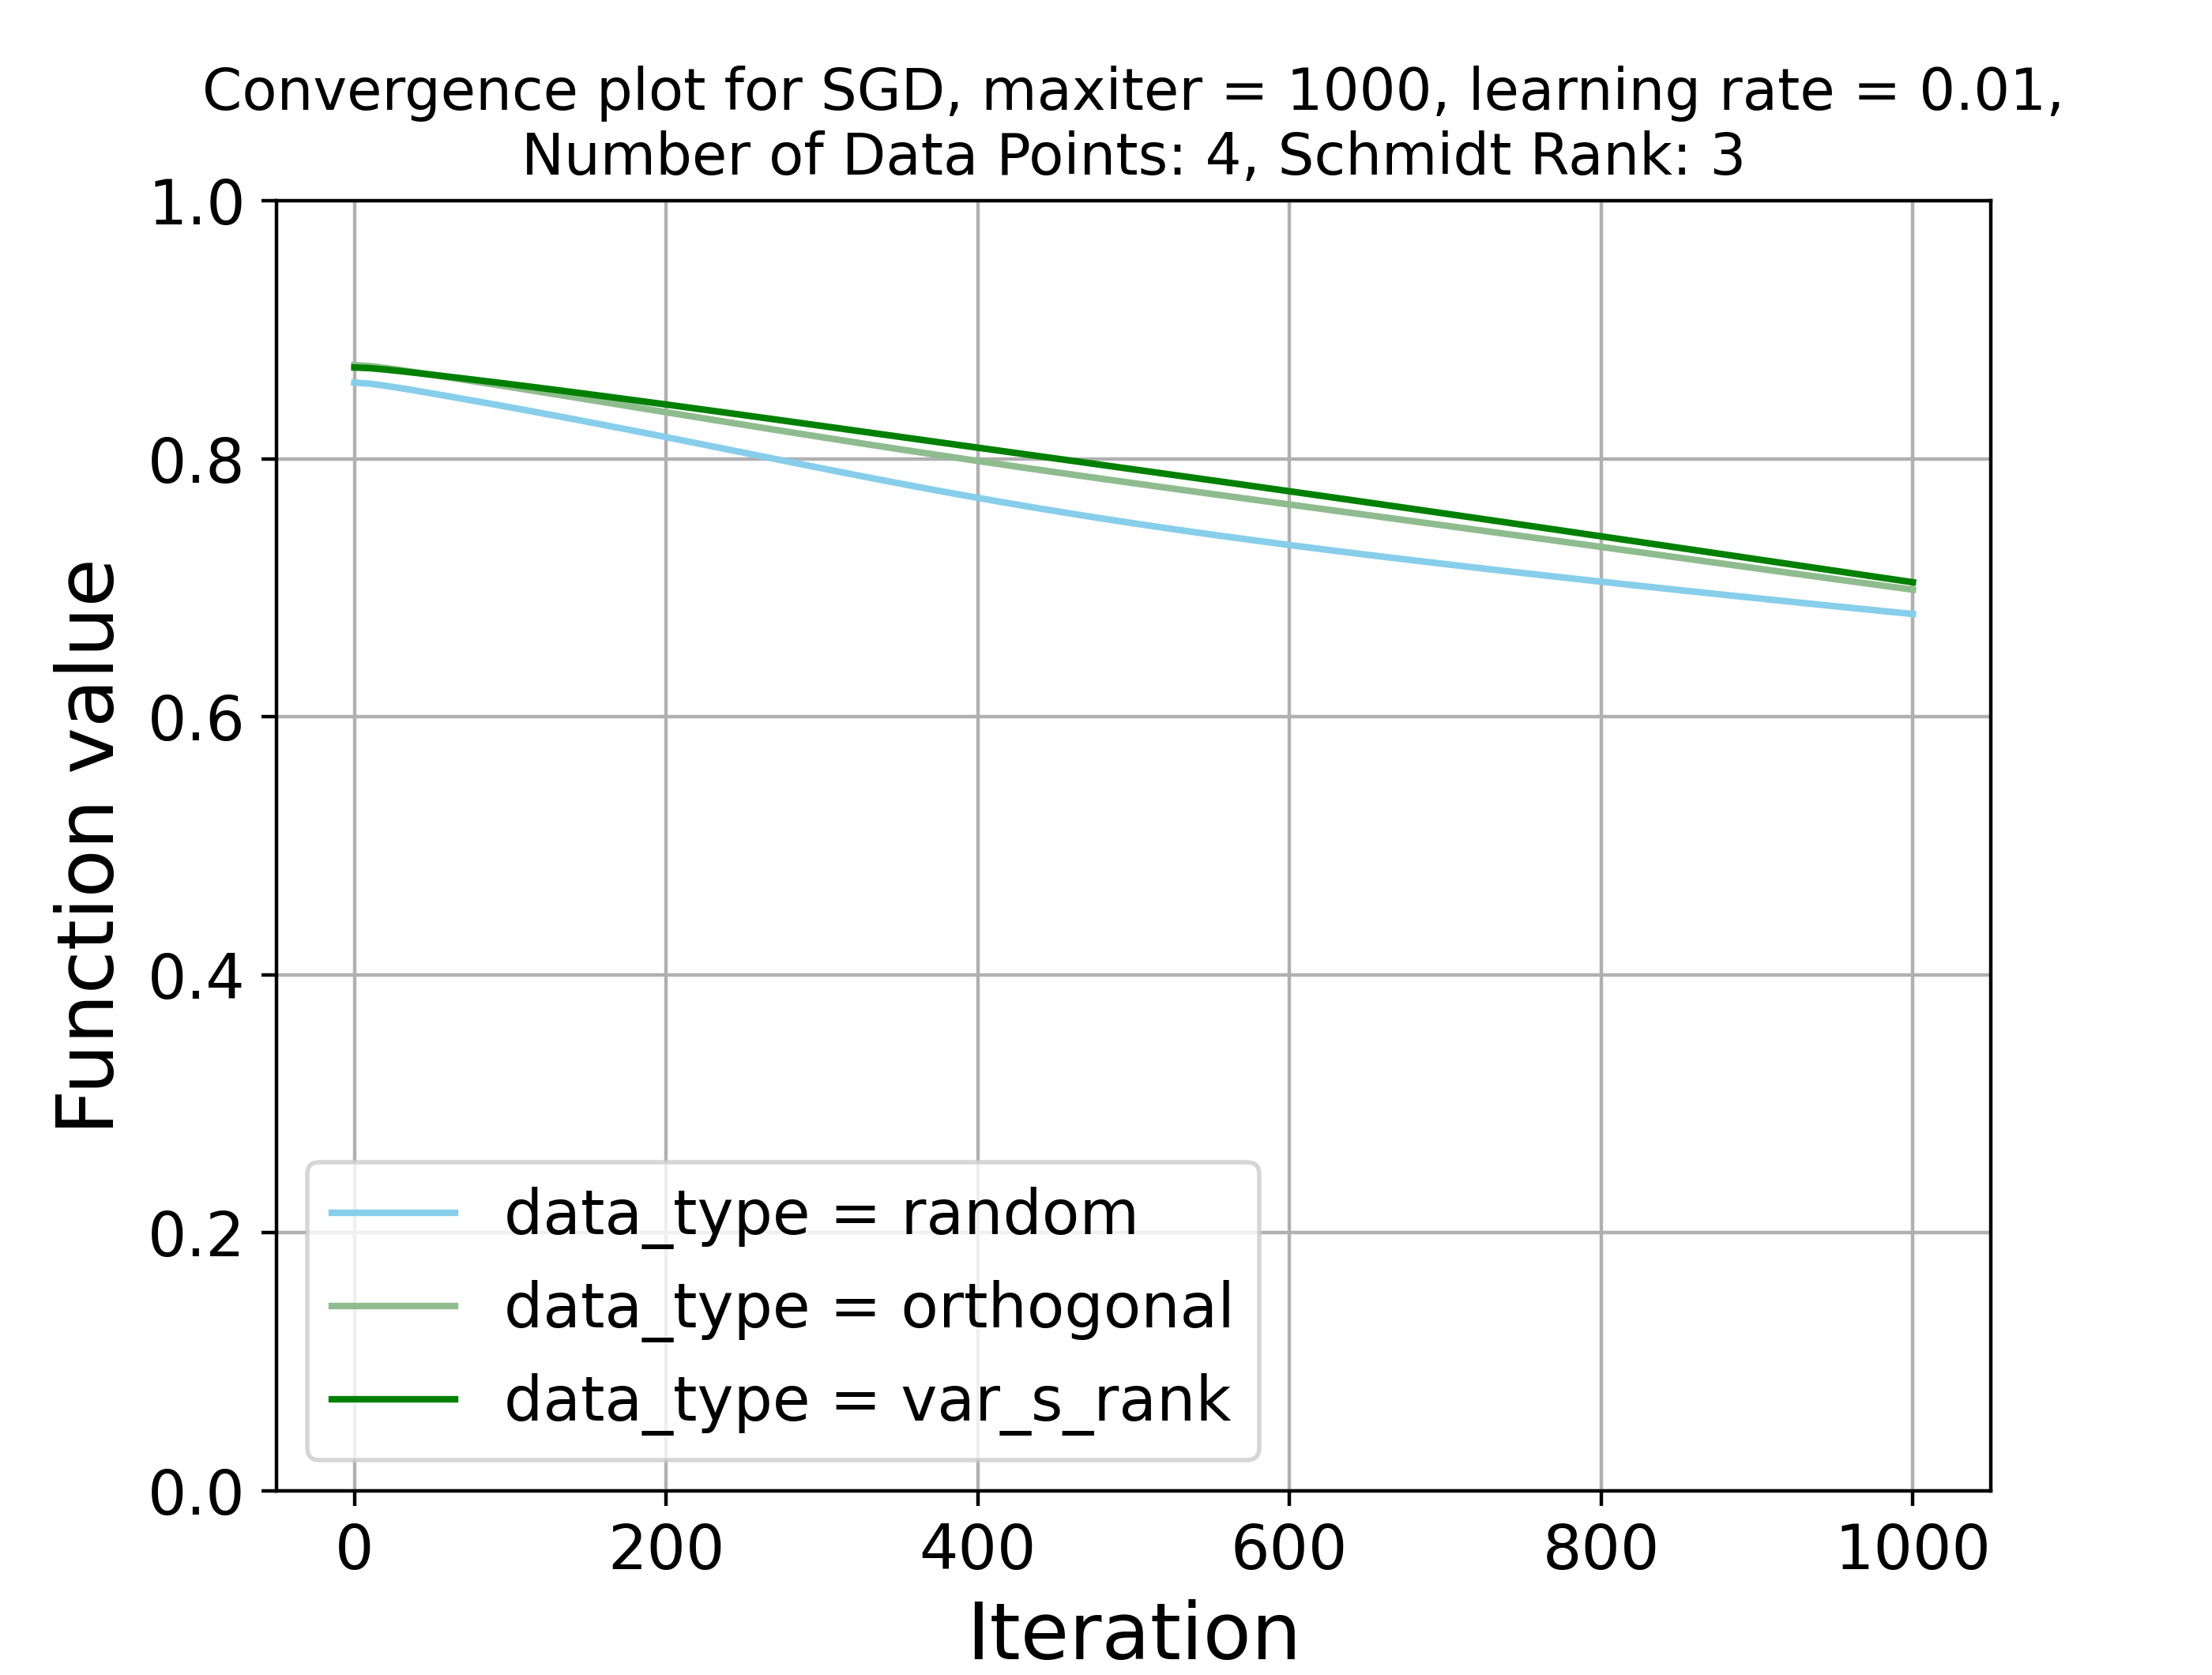 Convergence plot for SGD, maxiter = 1000, learning rate = 0.01,
Number of Data Points: 4, Schmidt Rank: 3
1.0
0.8
0.6
0.4
0.2
0.0
Function value
data_type = random
data_type = orthogonal
data_type = var_s_rank
0 200 400 600 800 1000
Iteration